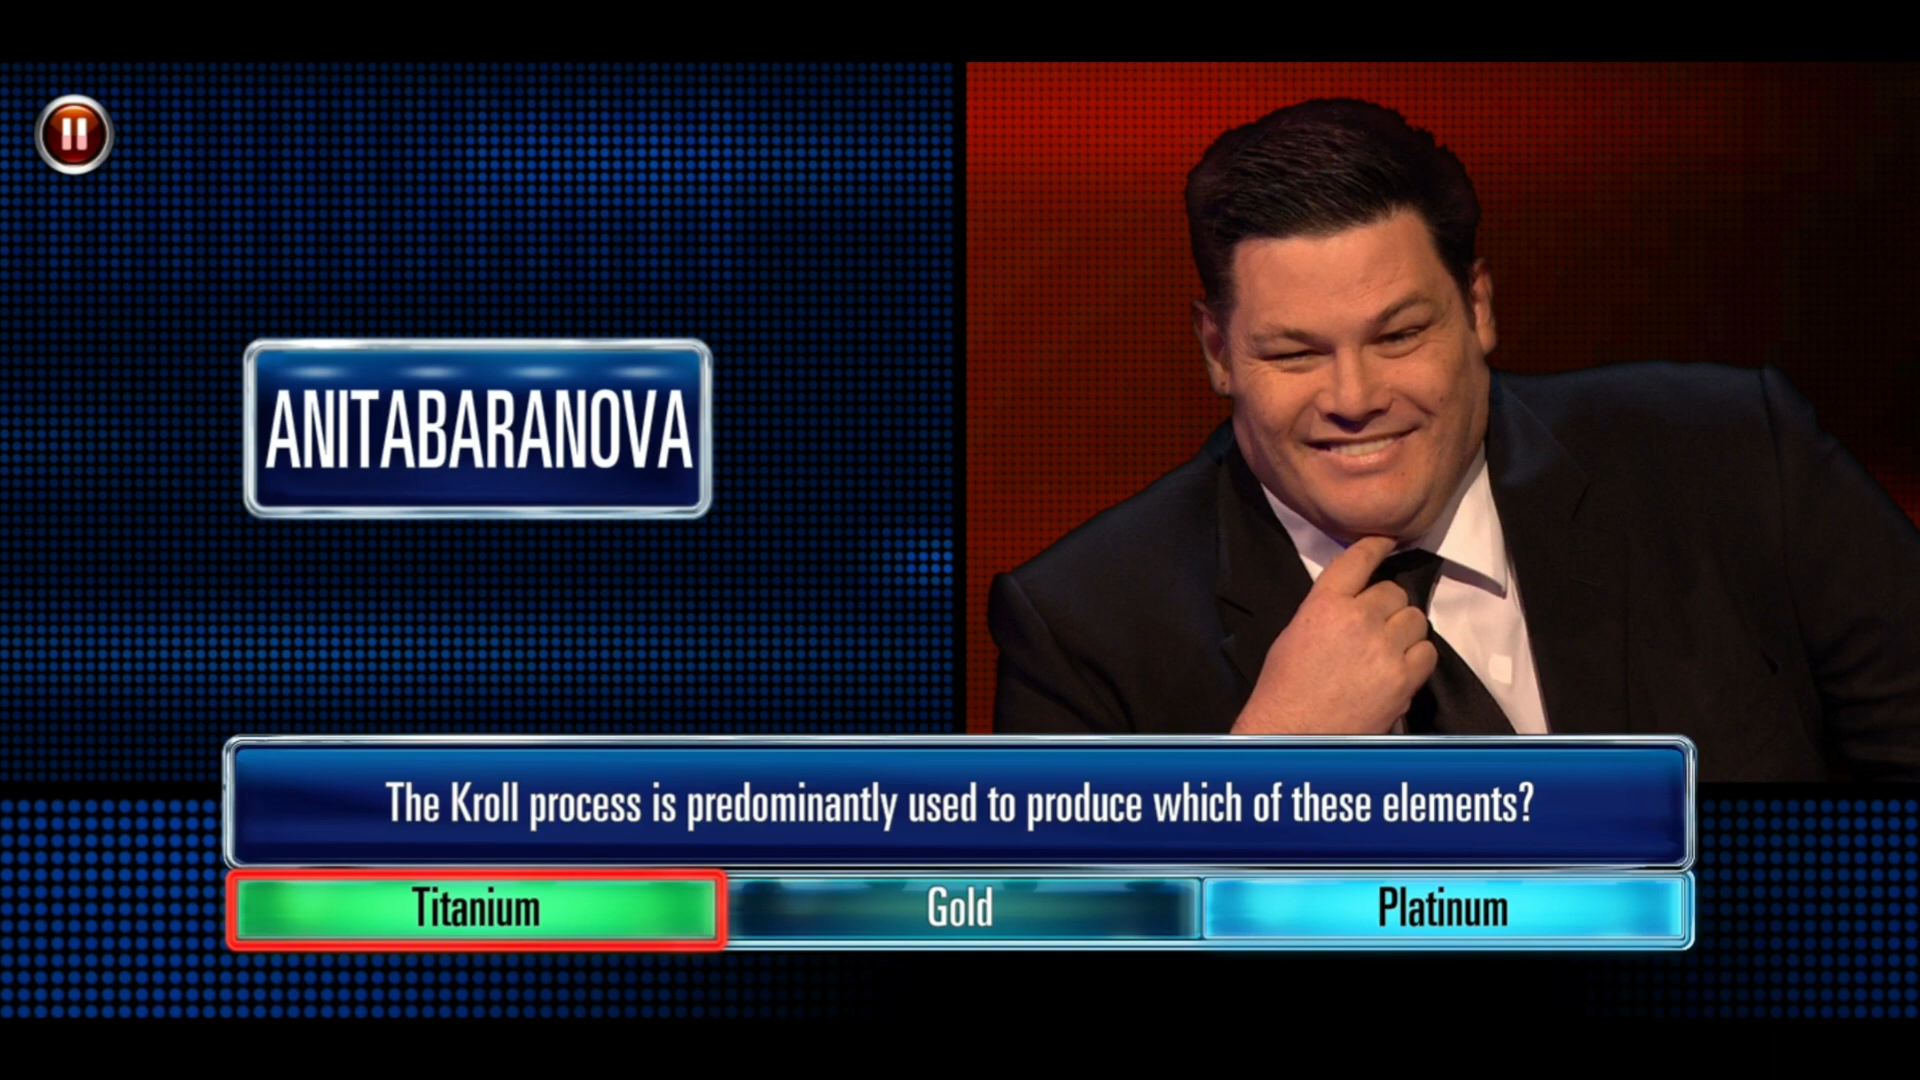 ANITABARANOVA
The Kroll process is predominantly used to produce which of these elements?
Titanium
Gold
Platinum